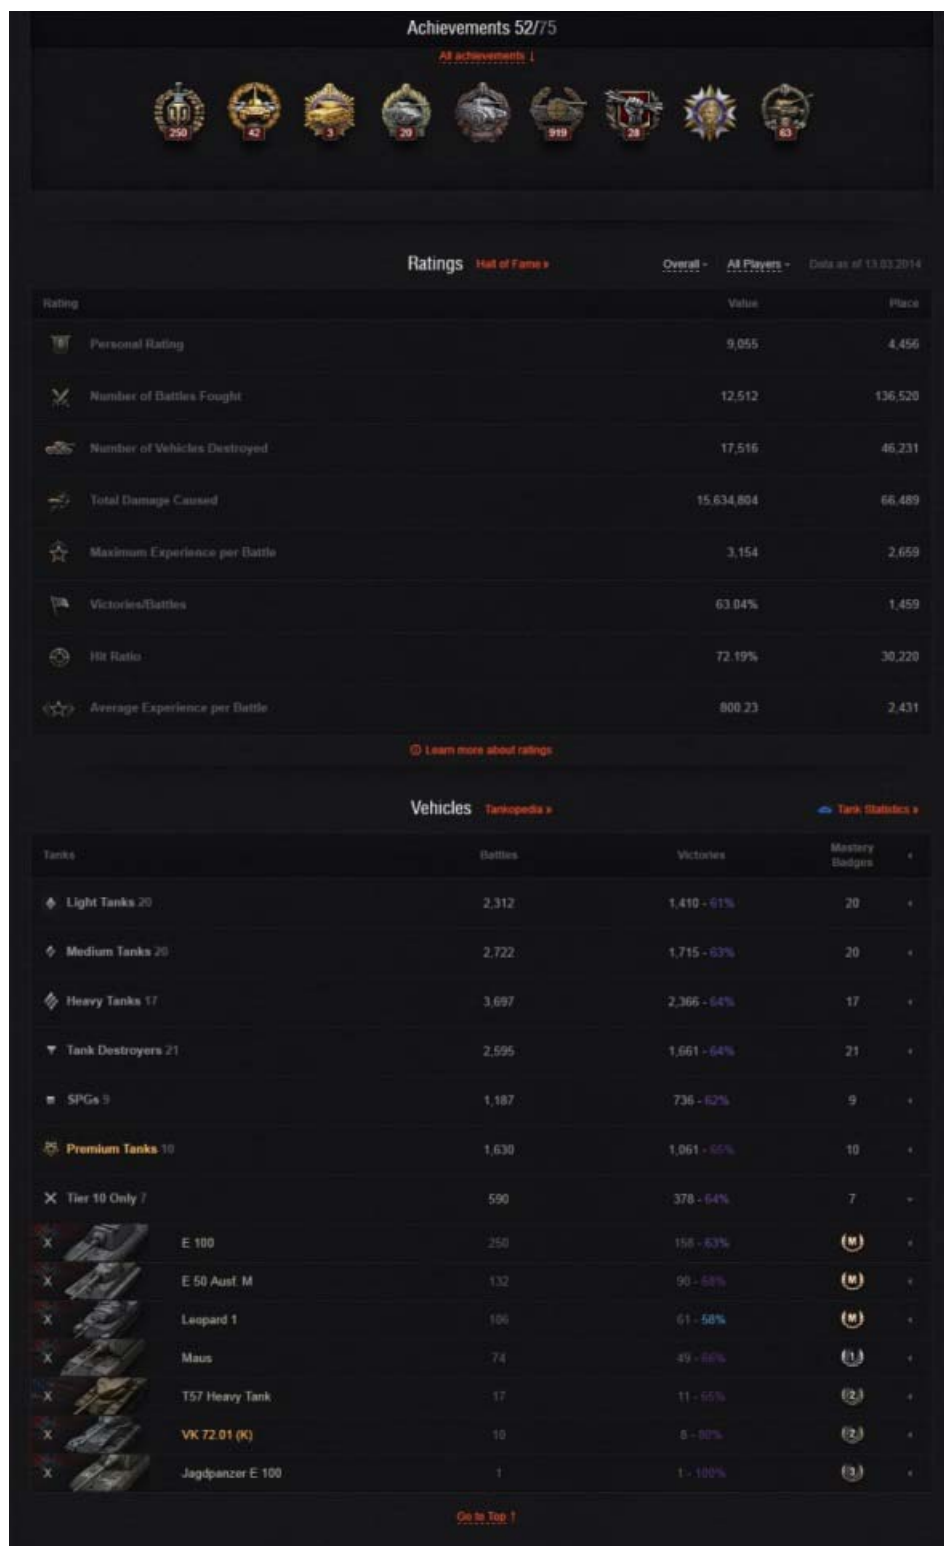 Achievements 52/75
All achievements ↓
250 42 3 20 919 28 63
Ratings Hall of Fame » Overall All Players Data as of 13.03.2014
Rating Value Place
Personal Rating 9,055 4,456
Number of Battles Fought 12,512 136,520
Number of Vehicles Destroyed 17,516 46,231
Total Damage Caused 15,634,804 66,489
Maximum Experience per Battle 3,154 2,659
Victories/Battles 63.04% 1,459
Hit Ratio 72.19% 30,220
Average Experience per Battle 800.23 2,431
Learn more about ratings
Vehicles Tankopedia » Tank Statistics »
Tanks Battles Victories Mastery Badges
Light Tanks 20 2,312 1,410 - 61% 20
Medium Tanks 20 2,722 1,715 - 63% 20
Heavy Tanks 17 3,697 2,366 - 64% 17
Tank Destroyers 21 2,595 1,661 - 64% 21
SPGs 9 1,187 736 - 62% 9
Premium Tanks 10 1,630 1,061 - 65% 10
Tier 10 Only 7 590 378 - 64% 7
X E 100 250 158 - 63% M
X E 50 Ausf. M 132 90 - 68% M
X Leopard 1 106 61 - 58% M
X Maus 74 49 - 66% 1
X T57 Heavy Tank 17 11 - 65% 2
X VK 72.01 (K) 10 8 - 80% 2
X Jagdpanzer E 100 1 1 - 100% 3
Go to Top ↑